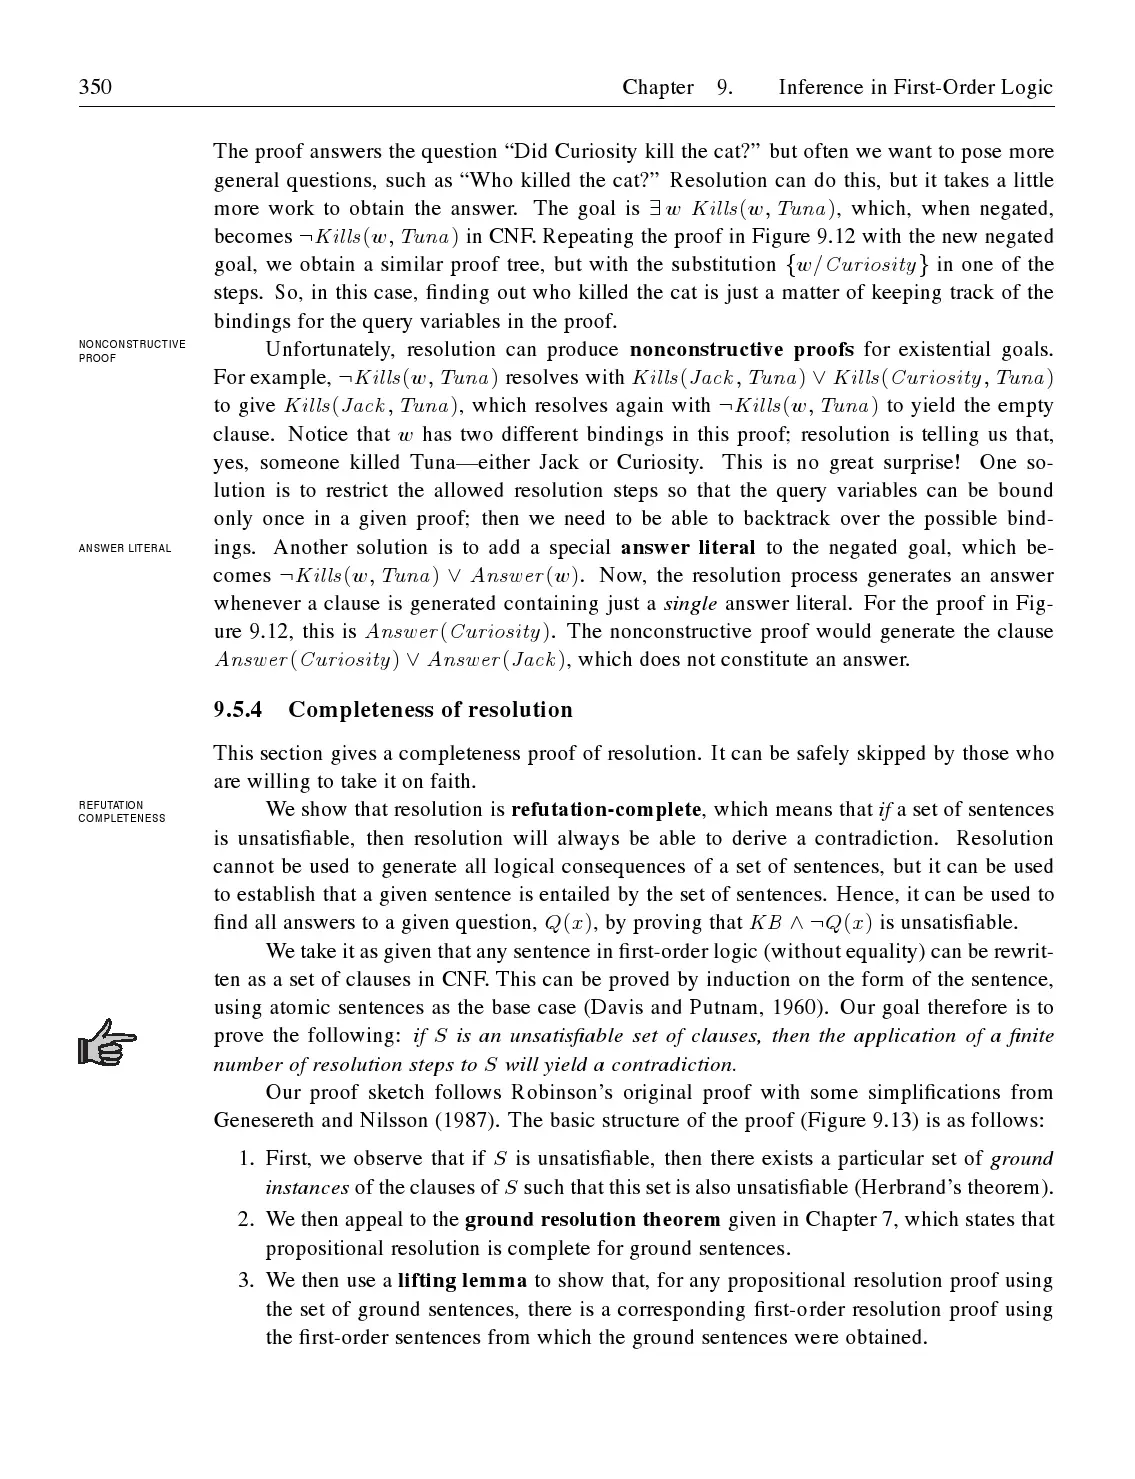 350 Chapter 9. Inference in First-Order Logic
The proof answers the question “Did Curiosity kill the cat?” but often we want to pose more
general questions, such as “Who killed the cat?” Resolution can do this, but it takes a little
more work to obtain the answer. The goal is ∃ w Kills(w, Tuna), which, when negated,
becomes ¬Kills(w, Tuna) in CNF. Repeating the proof in Figure 9.12 with the new negated
goal, we obtain a similar proof tree, but with the substitution {w/Curiosity} in one of the
steps. So, in this case, finding out who killed the cat is just a matter of keeping track of the
bindings for the query variables in the proof.
NONCONSTRUCTIVE
PROOF
Unfortunately, resolution can produce nonconstructive proofs for existential goals.
For example, ¬Kills(w, Tuna) resolves with Kills(Jack, Tuna) ∨ Kills(Curiosity, Tuna)
to give Kills(Jack, Tuna), which resolves again with ¬Kills(w, Tuna) to yield the empty
clause. Notice that w has two different bindings in this proof; resolution is telling us that,
yes, someone killed Tuna—either Jack or Curiosity. This is no great surprise! One so-
lution is to restrict the allowed resolution steps so that the query variables can be bound
only once in a given proof; then we need to be able to backtrack over the possible bind-
ANSWER LITERAL
ings. Another solution is to add a special answer literal to the negated goal, which be-
comes ¬Kills(w, Tuna) ∨ Answer(w). Now, the resolution process generates an answer
whenever a clause is generated containing just a single answer literal. For the proof in Fig-
ure 9.12, this is Answer(Curiosity). The nonconstructive proof would generate the clause
Answer(Curiosity) ∨ Answer(Jack), which does not constitute an answer.
9.5.4 Completeness of resolution
This section gives a completeness proof of resolution. It can be safely skipped by those who
are willing to take it on faith.
REFUTATION
COMPLETENESS
We show that resolution is refutation-complete, which means that if a set of sentences
is unsatisfiable, then resolution will always be able to derive a contradiction. Resolution
cannot be used to generate all logical consequences of a set of sentences, but it can be used
to establish that a given sentence is entailed by the set of sentences. Hence, it can be used to
find all answers to a given question, Q(x), by proving that KB ∧ ¬Q(x) is unsatisfiable.
We take it as given that any sentence in first-order logic (without equality) can be rewrit-
ten as a set of clauses in CNF. This can be proved by induction on the form of the sentence,
using atomic sentences as the base case (Davis and Putnam, 1960). Our goal therefore is to
prove the following: if S is an unsatisfiable set of clauses, then the application of a finite
number of resolution steps to S will yield a contradiction.
Our proof sketch follows Robinson’s original proof with some simplifications from
Genesereth and Nilsson (1987). The basic structure of the proof (Figure 9.13) is as follows:
1. First, we observe that if S is unsatisfiable, then there exists a particular set of ground
instances of the clauses of S such that this set is also unsatisfiable (Herbrand’s theorem).
2. We then appeal to the ground resolution theorem given in Chapter 7, which states that
propositional resolution is complete for ground sentences.
3. We then use a lifting lemma to show that, for any propositional resolution proof using
the set of ground sentences, there is a corresponding first-order resolution proof using
the first-order sentences from which the ground sentences were obtained.